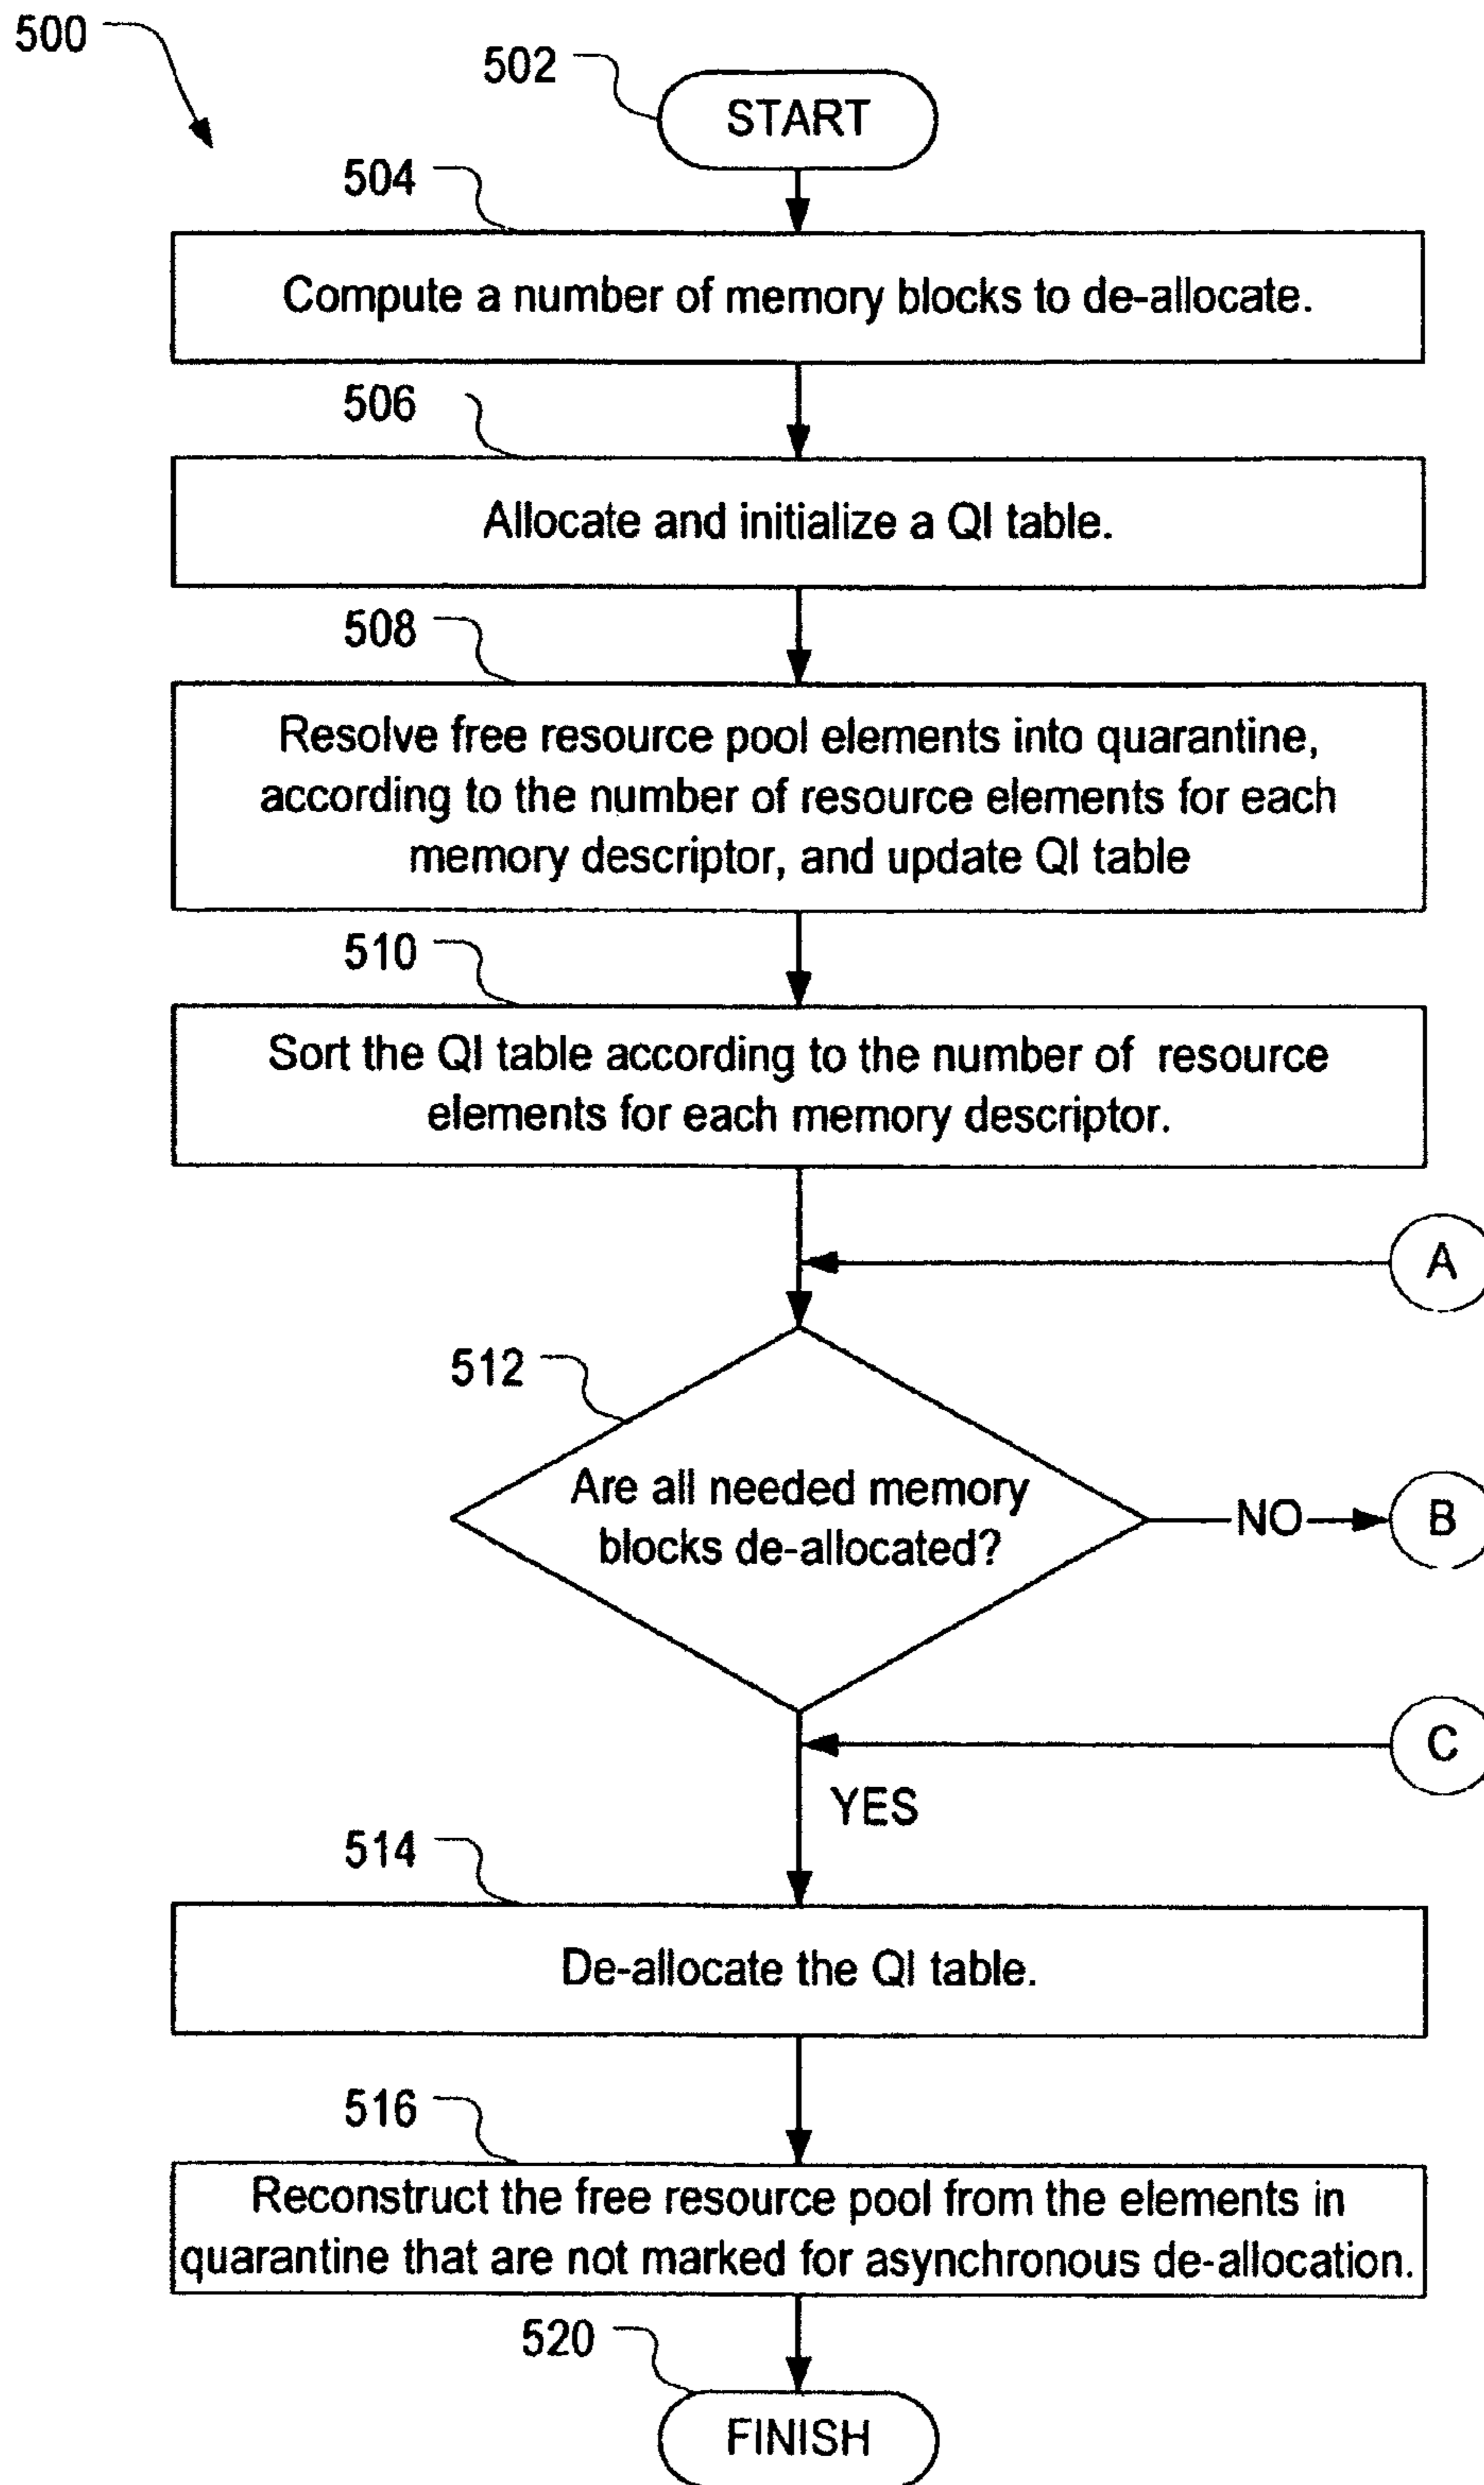 500
502
START
504
Compute a number of memory blocks to de-allocate.
506
Allocate and initialize a QI table.
508
Resolve free resource pool elements into quarantine,
according to the number of resource elements for each
memory descriptor, and update QI table
510
Sort the QI table according to the number of resource
elements for each memory descriptor.
A
512
Are all needed memory
blocks de-allocated?
NO
B
C
YES
514
De-allocate the QI table.
516
Reconstruct the free resource pool from the elements in
quarantine that are not marked for asynchronous de-allocation.
520
FINISH